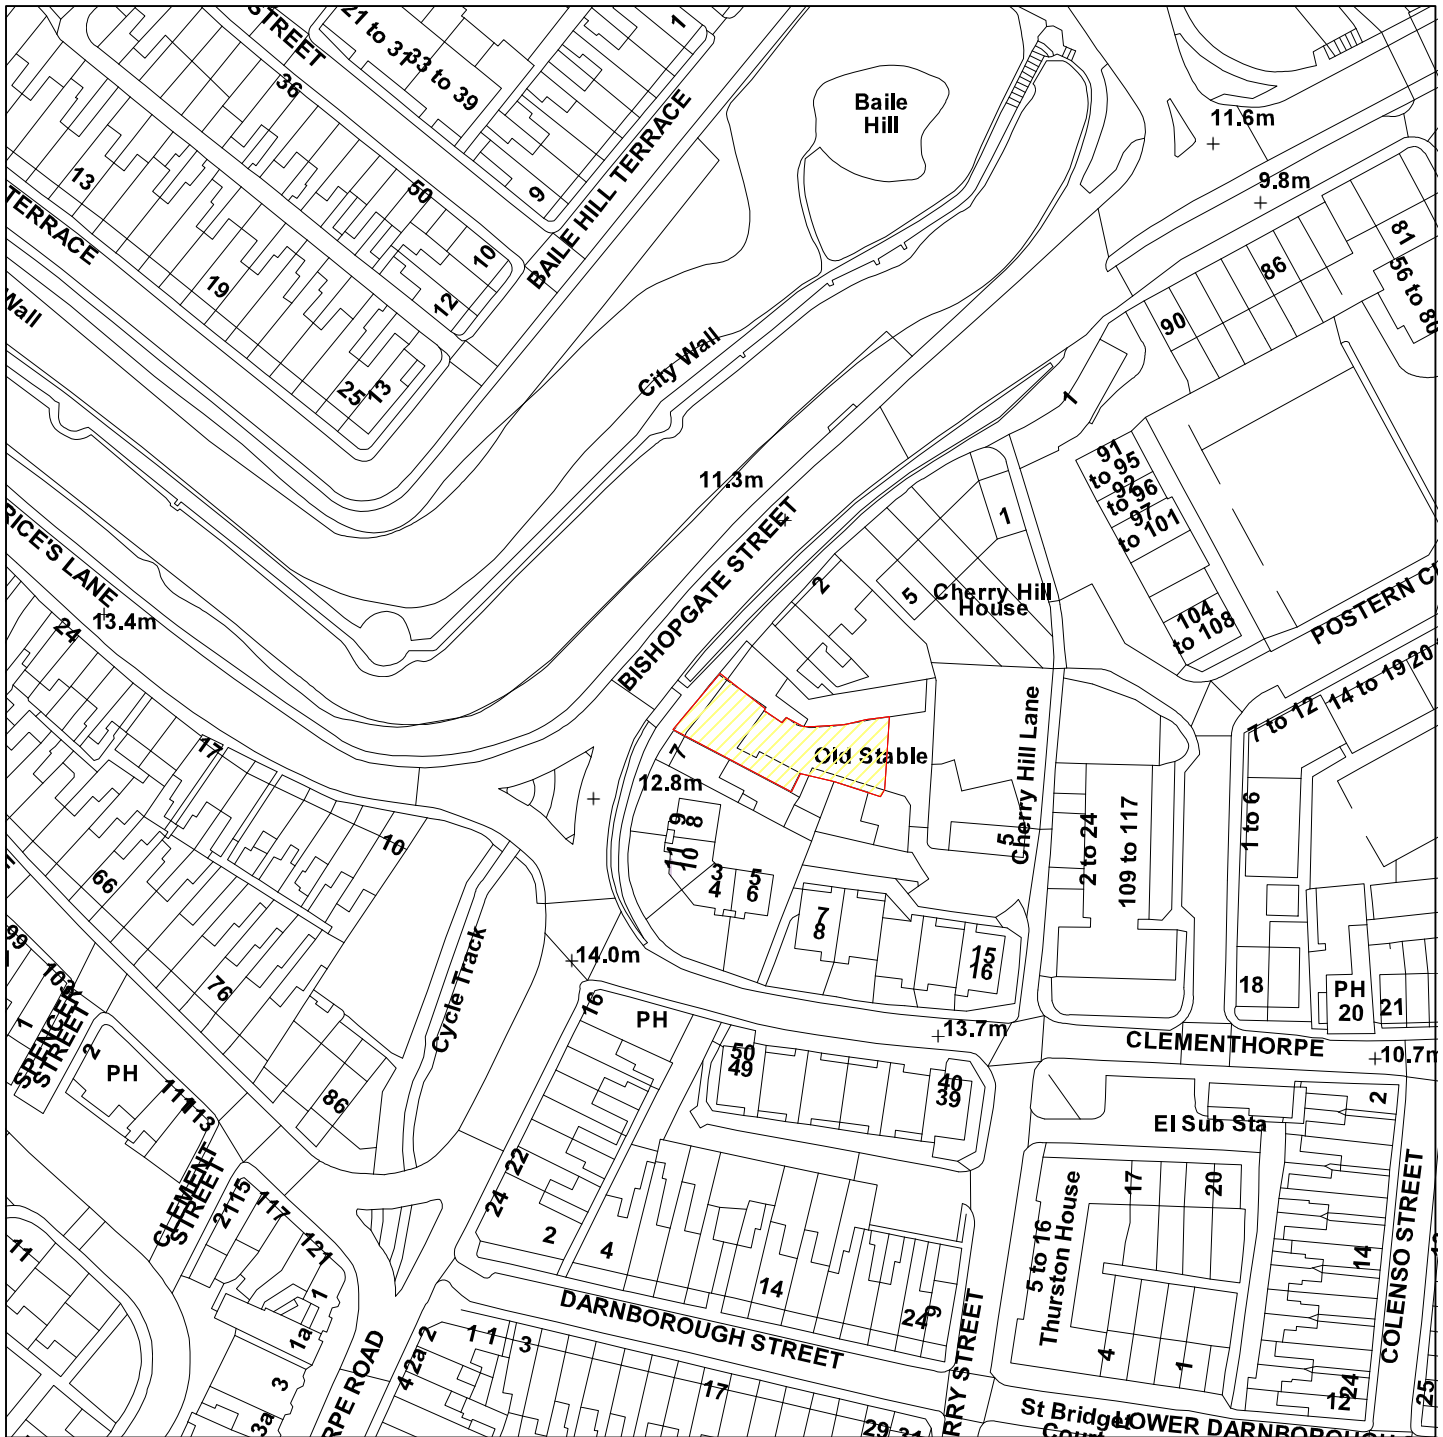 STREET
21 to 31
33 to 39
1
36
Baile
Hill
11.6m
13
50
9
BAILE HILL TERRACE
9.8m
TERRACE
10
81
19
12
86
56 to 80
Wall
90
City Wall
25
13
1
91
to 95
92
to 96
97
to 101
11.3m
1
RICE'S LANE
BISHOPGATE STREET
2
5
Cherry Hill
House
13.4m
24
104
to 108
POSTERN C
7 to 12
14 to 19
20
17
7
Old Stable
Cherry Hill Lane
12.8m
9
8
11
10
10
3
4
5
6
5
2 to 24
109 to 117
1 to 6
66
7
8
99
Cycle Track
14.0m
15
16
103
76
18
PH
20
21
16
PH
13.7m
CLEMENTHORPE
10.7m
1
SPENCER
STREET
2
PH
50
49
40
39
111
113
86
El Sub Sta
2
CLEMENT
STREET
22
17
20
2
115
117
24
5 to 16
Thurston House
COLENSO STREET
11
121
2
4
14
14
1
1a
DARNBOROUGH STREET
24
9
3
3a
RPE ROAD
4
2a
2
1
1
3
17
RRY STREET
4
1
12
24
25
29
St Bridget
Court
LOWER DARNBOROUGH